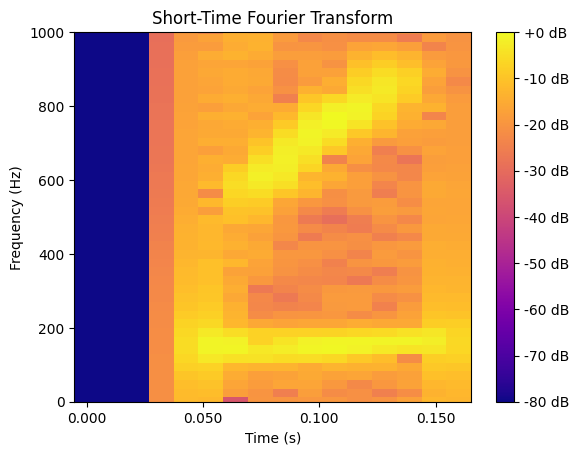 Short-Time Fourier Transform
1000
800
600
400
200
0
Frequency (Hz)
0.000
0.050
0.100
0.150
Time (s)
+0 dB
-10 dB
-20 dB
-30 dB
-40 dB
-50 dB
-60 dB
-70 dB
-80 dB